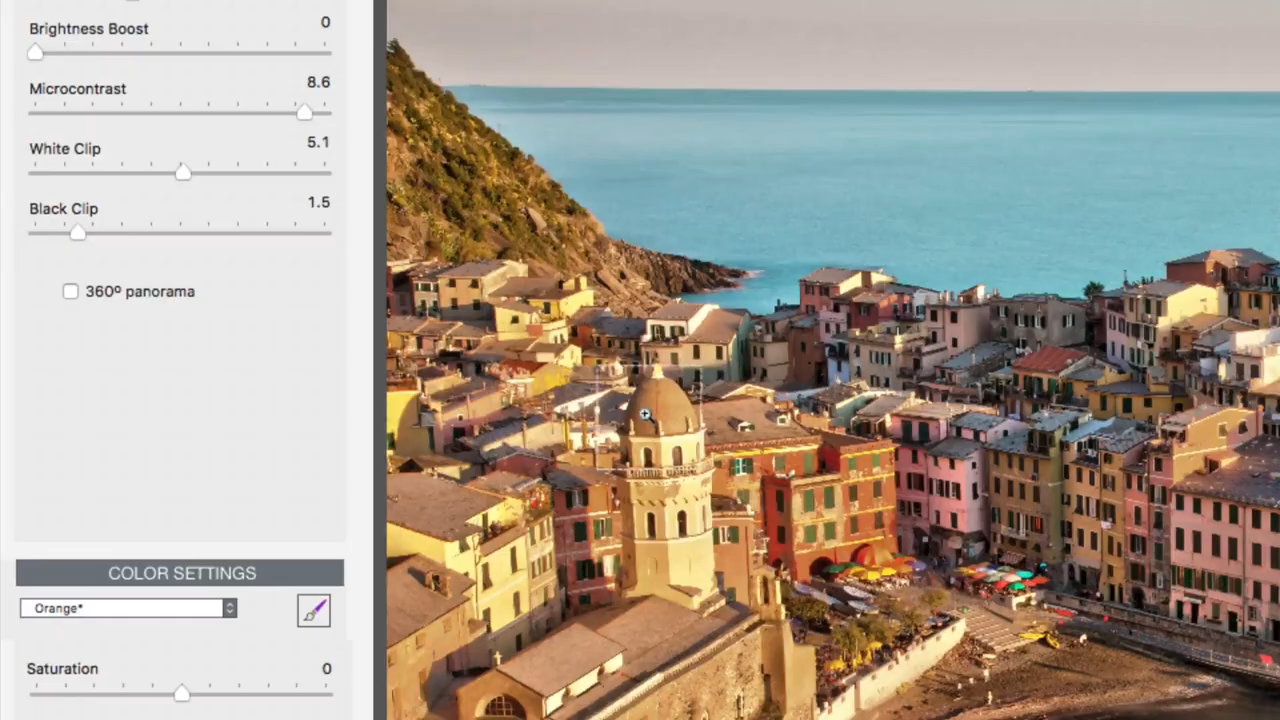 Brightness Boost 0
Microcontrast 8.6
White Clip 5.1
Black Clip 1.5
360º panorama
COLOR SETTINGS
Orange*
Saturation 0